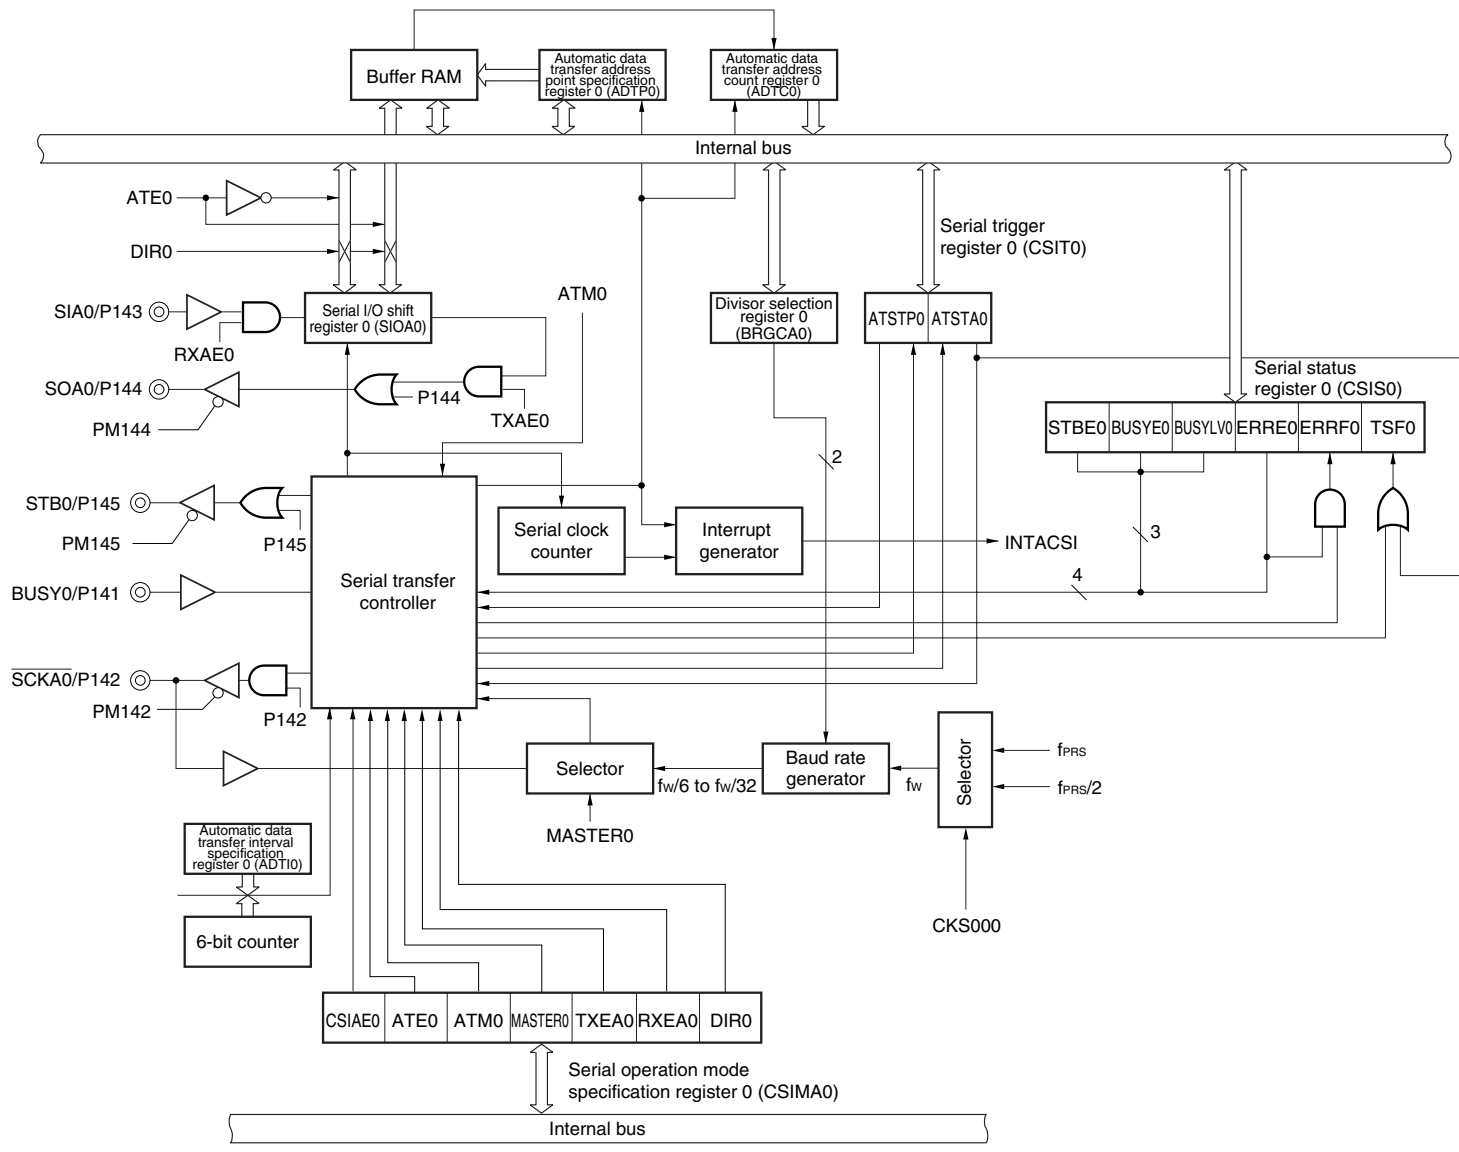 Buffer RAM
Automatic data
transfer address
point specification
register 0 (ADTP0)
Automatic data
transfer address
count register 0
(ADTC0)
Internal bus
ATE0
DIR0
Serial trigger
register 0 (CSIT0)
SIA0/P143
RXAE0
Serial I/O shift
register 0 (SIOA0)
ATM0
Divisor selection
register 0
(BRGCA0)
ATSTP0
ATSTA0
SOA0/P144
PM144
P144
TXAE0
Serial status
register 0 (CSIS0)
STBE0
BUSYE0
BUSYLV0
ERRE0
ERRF0
TSF0
2
STB0/P145
PM145
P145
Serial clock
counter
Interrupt
generator
INTACSI
3
BUSY0/P141
Serial transfer
controller
4
SCKA0/P142
PM142
P142
Selector
fW/6 to fW/32
Baud rate
generator
fW
Selector
fPRS
fPRS/2
MASTER0
CKS000
Automatic data
transfer interval
specification
register 0 (ADTI0)
6-bit counter
CSIAE0
ATE0
ATM0
MASTER0
TXEA0
RXEA0
DIR0
Serial operation mode
specification register 0 (CSIMA0)
Internal bus